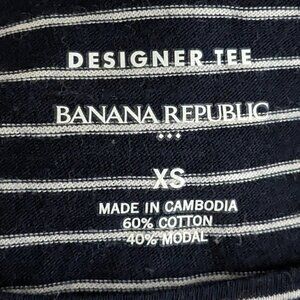 DESIGNER TEE
BANANA REPUBLIC
XS
MADE IN CAMBODIA
60% COTTON
40% MODAL